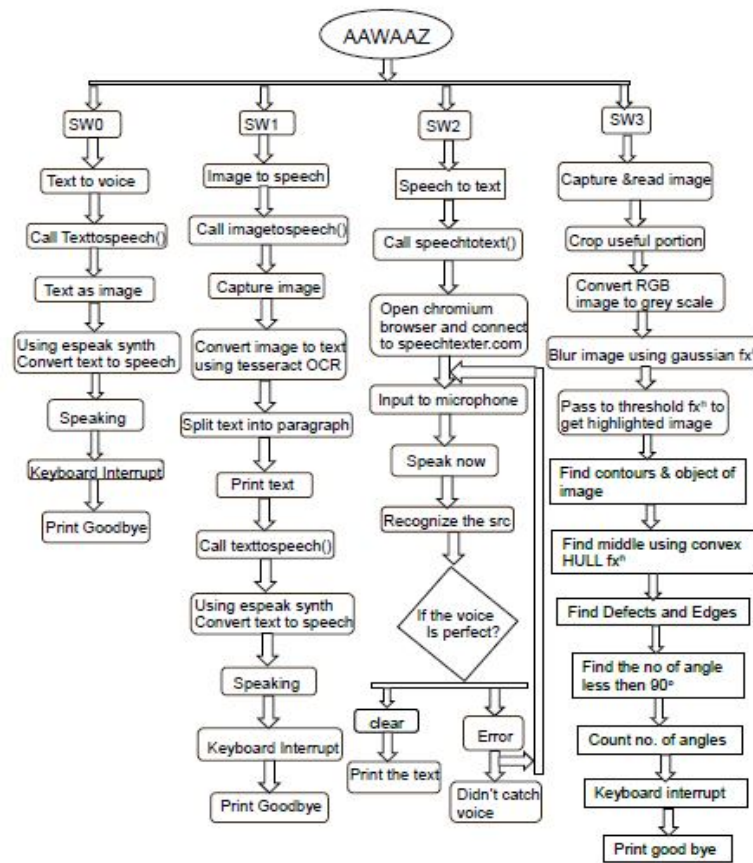 AAWAAZ
SW0
Text to voice
Call Texttospeech()
Text as image
Using espeak synth
Convert text to speech
Speaking
Keyboard Interrupt
Print Goodbye
SW1
Image to speech
Call imagetospeech()
Capture image
Convert image to text
using tesseract OCR
Split text into paragraph
Print text
Call texttospeech()
Using espeak synth
Convert text to speech
Speaking
Keyboard Interrupt
Print Goodbye
SW2
Speech to text
Call speechtotext()
Open chromium
browser and connect
to speechtexter.com
Input to microphone
Speak now
Recognize the src
If the voice
Is perfect?
clear
Print the text
Error
Didn't catch
voice
SW3
Capture &read image
Crop useful portion
Convert RGB
image to grey scale
Blur image using gaussian fxⁿ
Pass to threshold fxⁿ to
get highlighted image
Find contours & object of
image
Find middle using convex
HULL fxⁿ
Find Defects and Edges
Find the no of angle
less then 90°
Count no. of angles
Keyboard interrupt
Print good bye